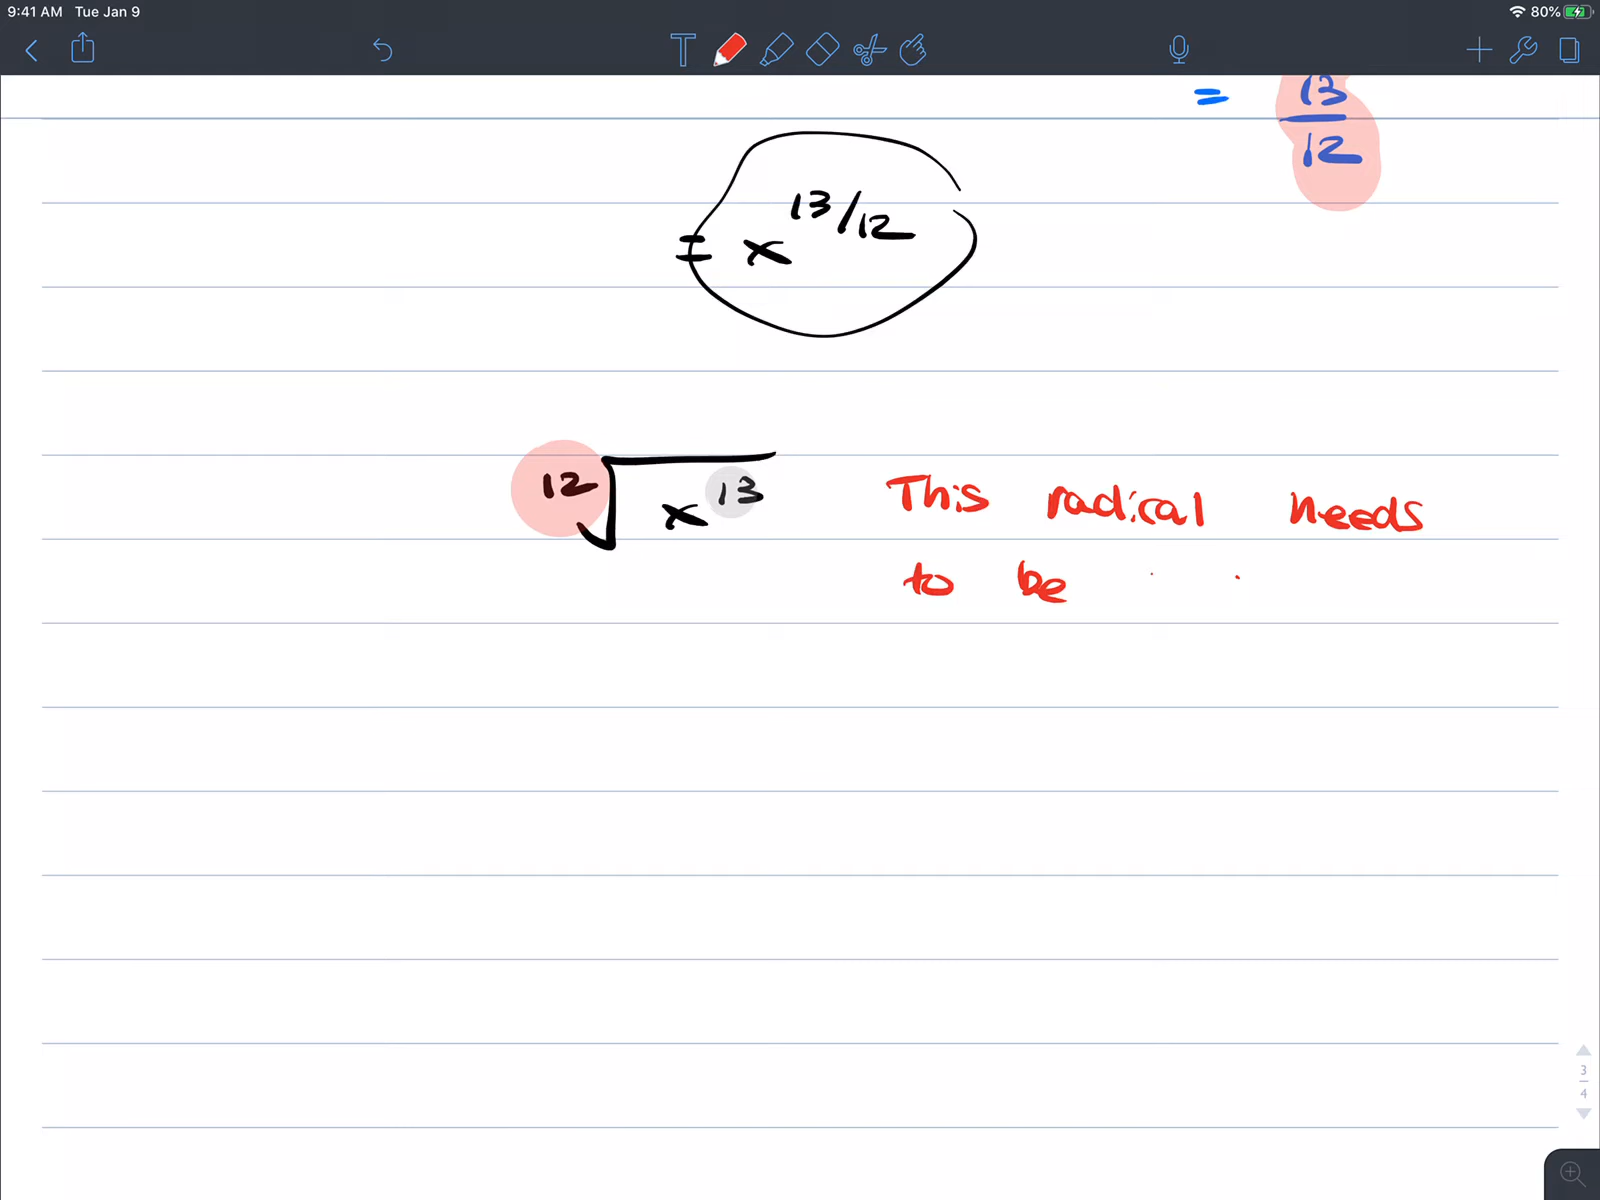 9:41 AM Tue Jan 9 80%
T
= 13/12
= x^13/12
12√x^13 This radical needs
to be
3
4